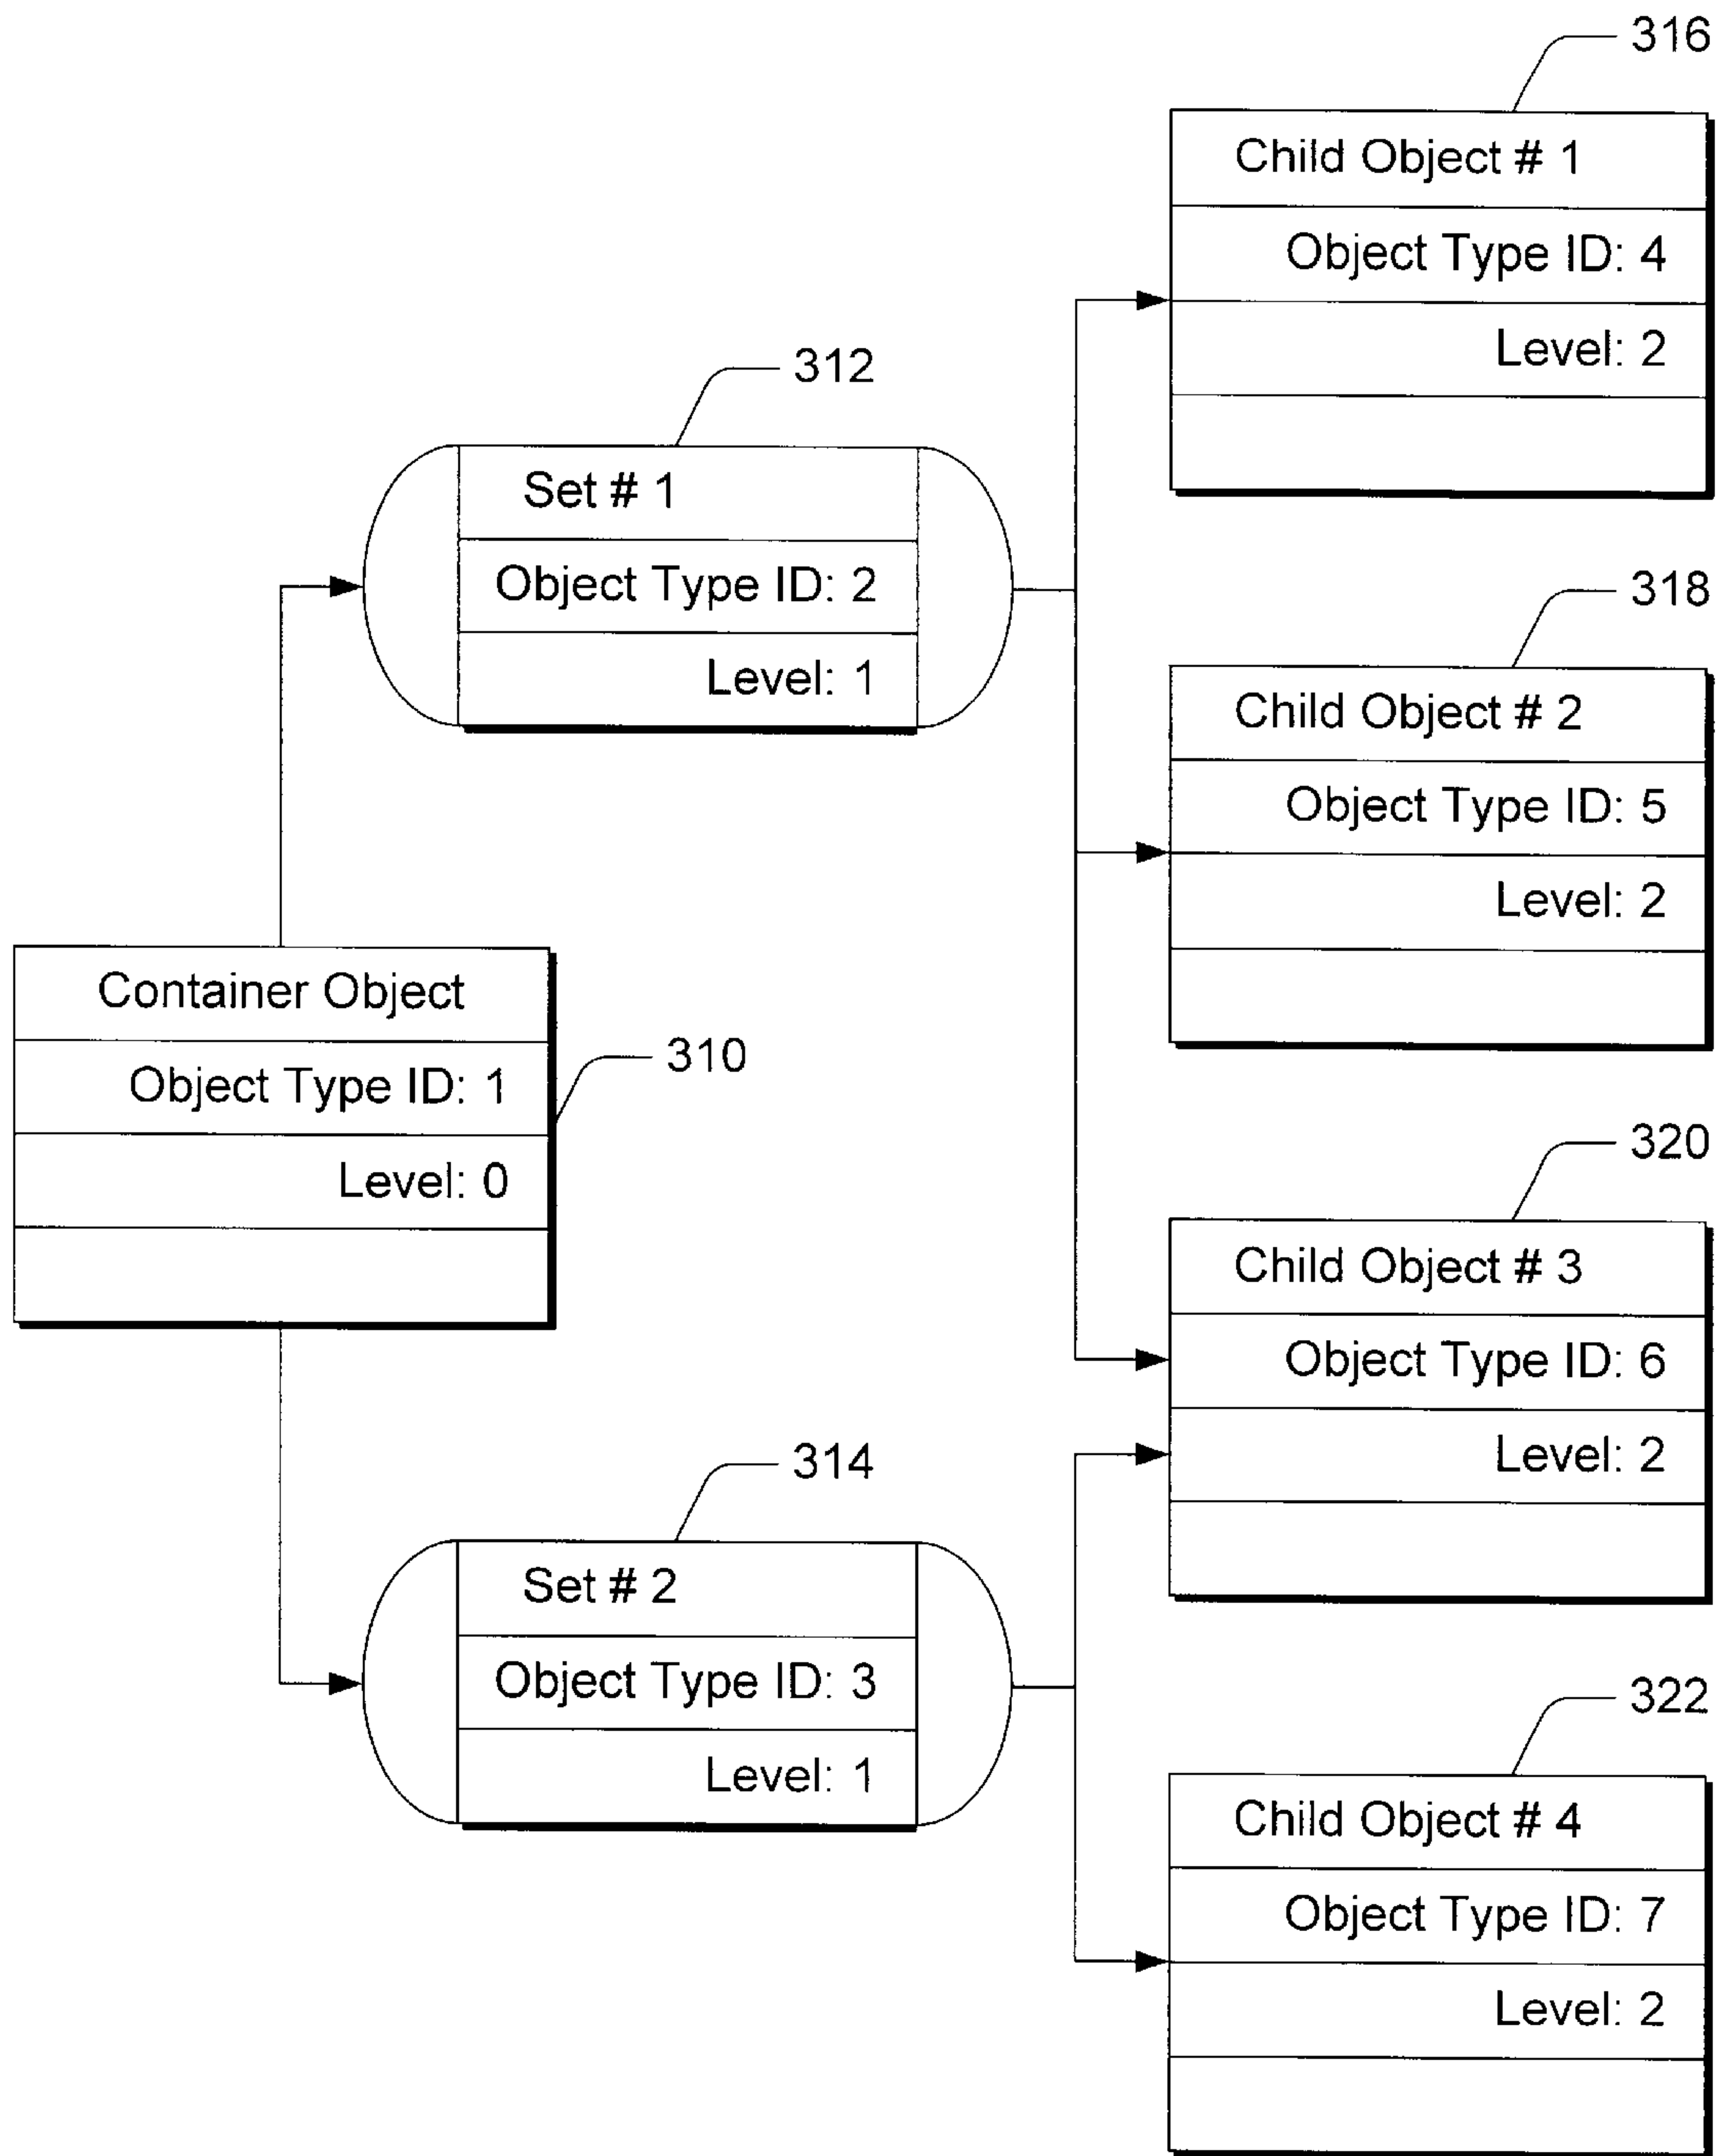 316
Child Object # 1
Object Type ID: 4
Level: 2
312
Set # 1
Object Type ID: 2
Level: 1
318
Child Object # 2
Object Type ID: 5
Level: 2
Container Object
Object Type ID: 1
Level: 0
310
320
Child Object # 3
Object Type ID: 6
Level: 2
314
Set # 2
Object Type ID: 3
Level: 1
322
Child Object # 4
Object Type ID: 7
Level: 2